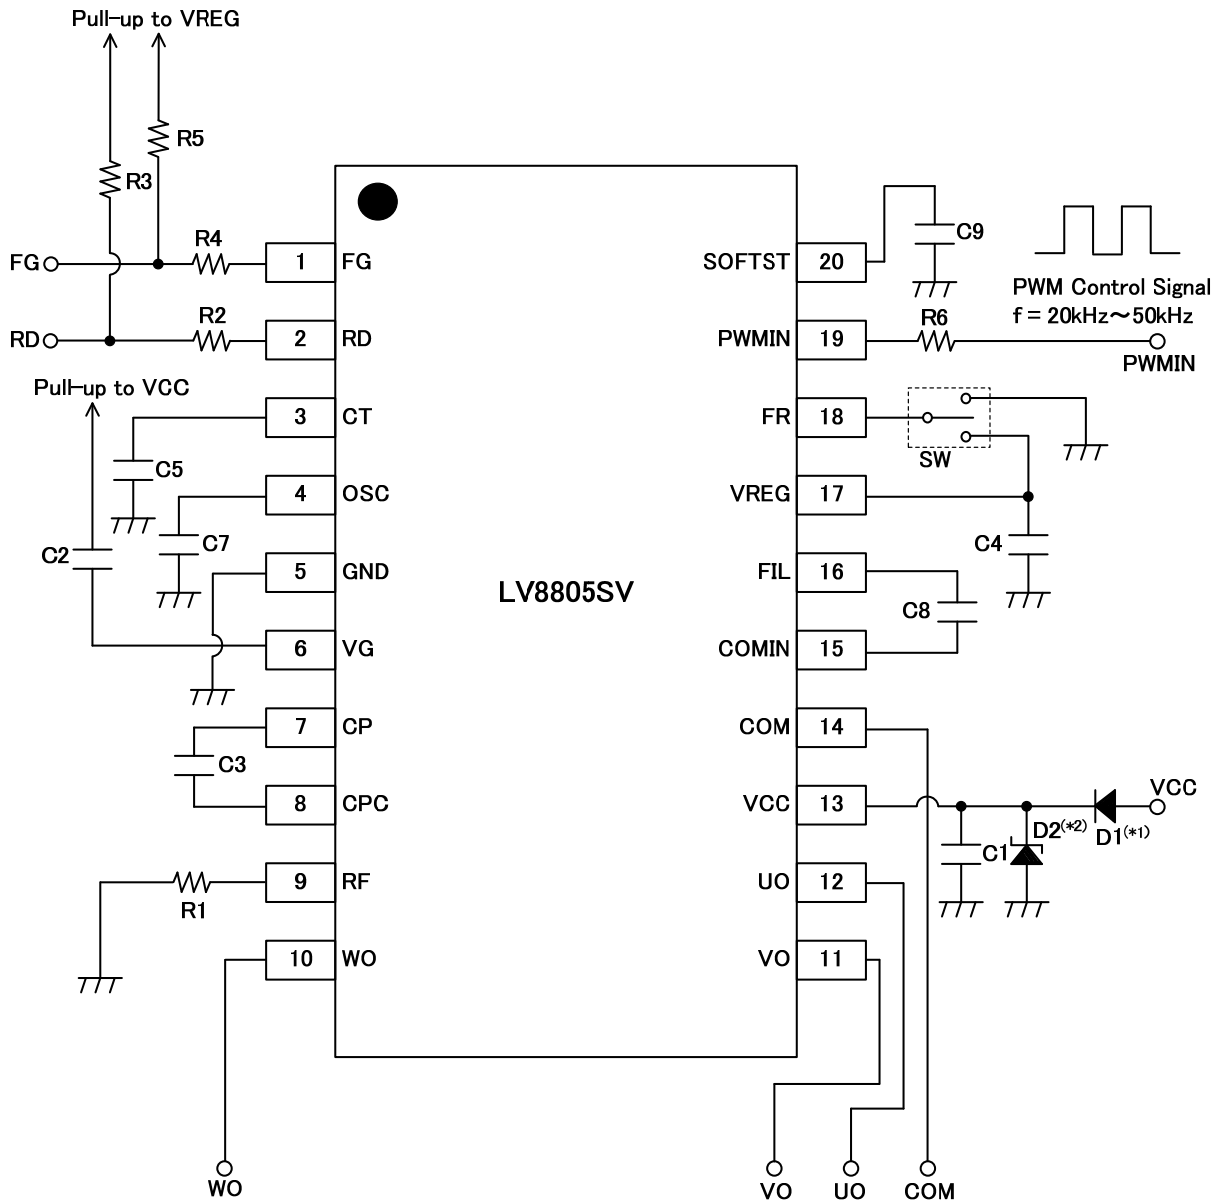 Pull-up to VREG
R5
R3
R4
FG
1
FG
R2
RD
2
RD
Pull-up to VCC
3
CT
C5
4
OSC
C7
C2
5
GND
6
VG
7
CP
C3
8
CPC
9
RF
R1
10
WO
WO
LV8805SV
SOFTST
20
C9
PWM Control Signal
f = 20kHz～50kHz
PWMIN
19
R6
PWMIN
FR
18
SW
VREG
17
C4
FIL
16
C8
COMIN
15
COM
14
VCC
13
VCC
D2(*2)
D1(*1)
C1
UO
12
VO
11
VO
UO
COM